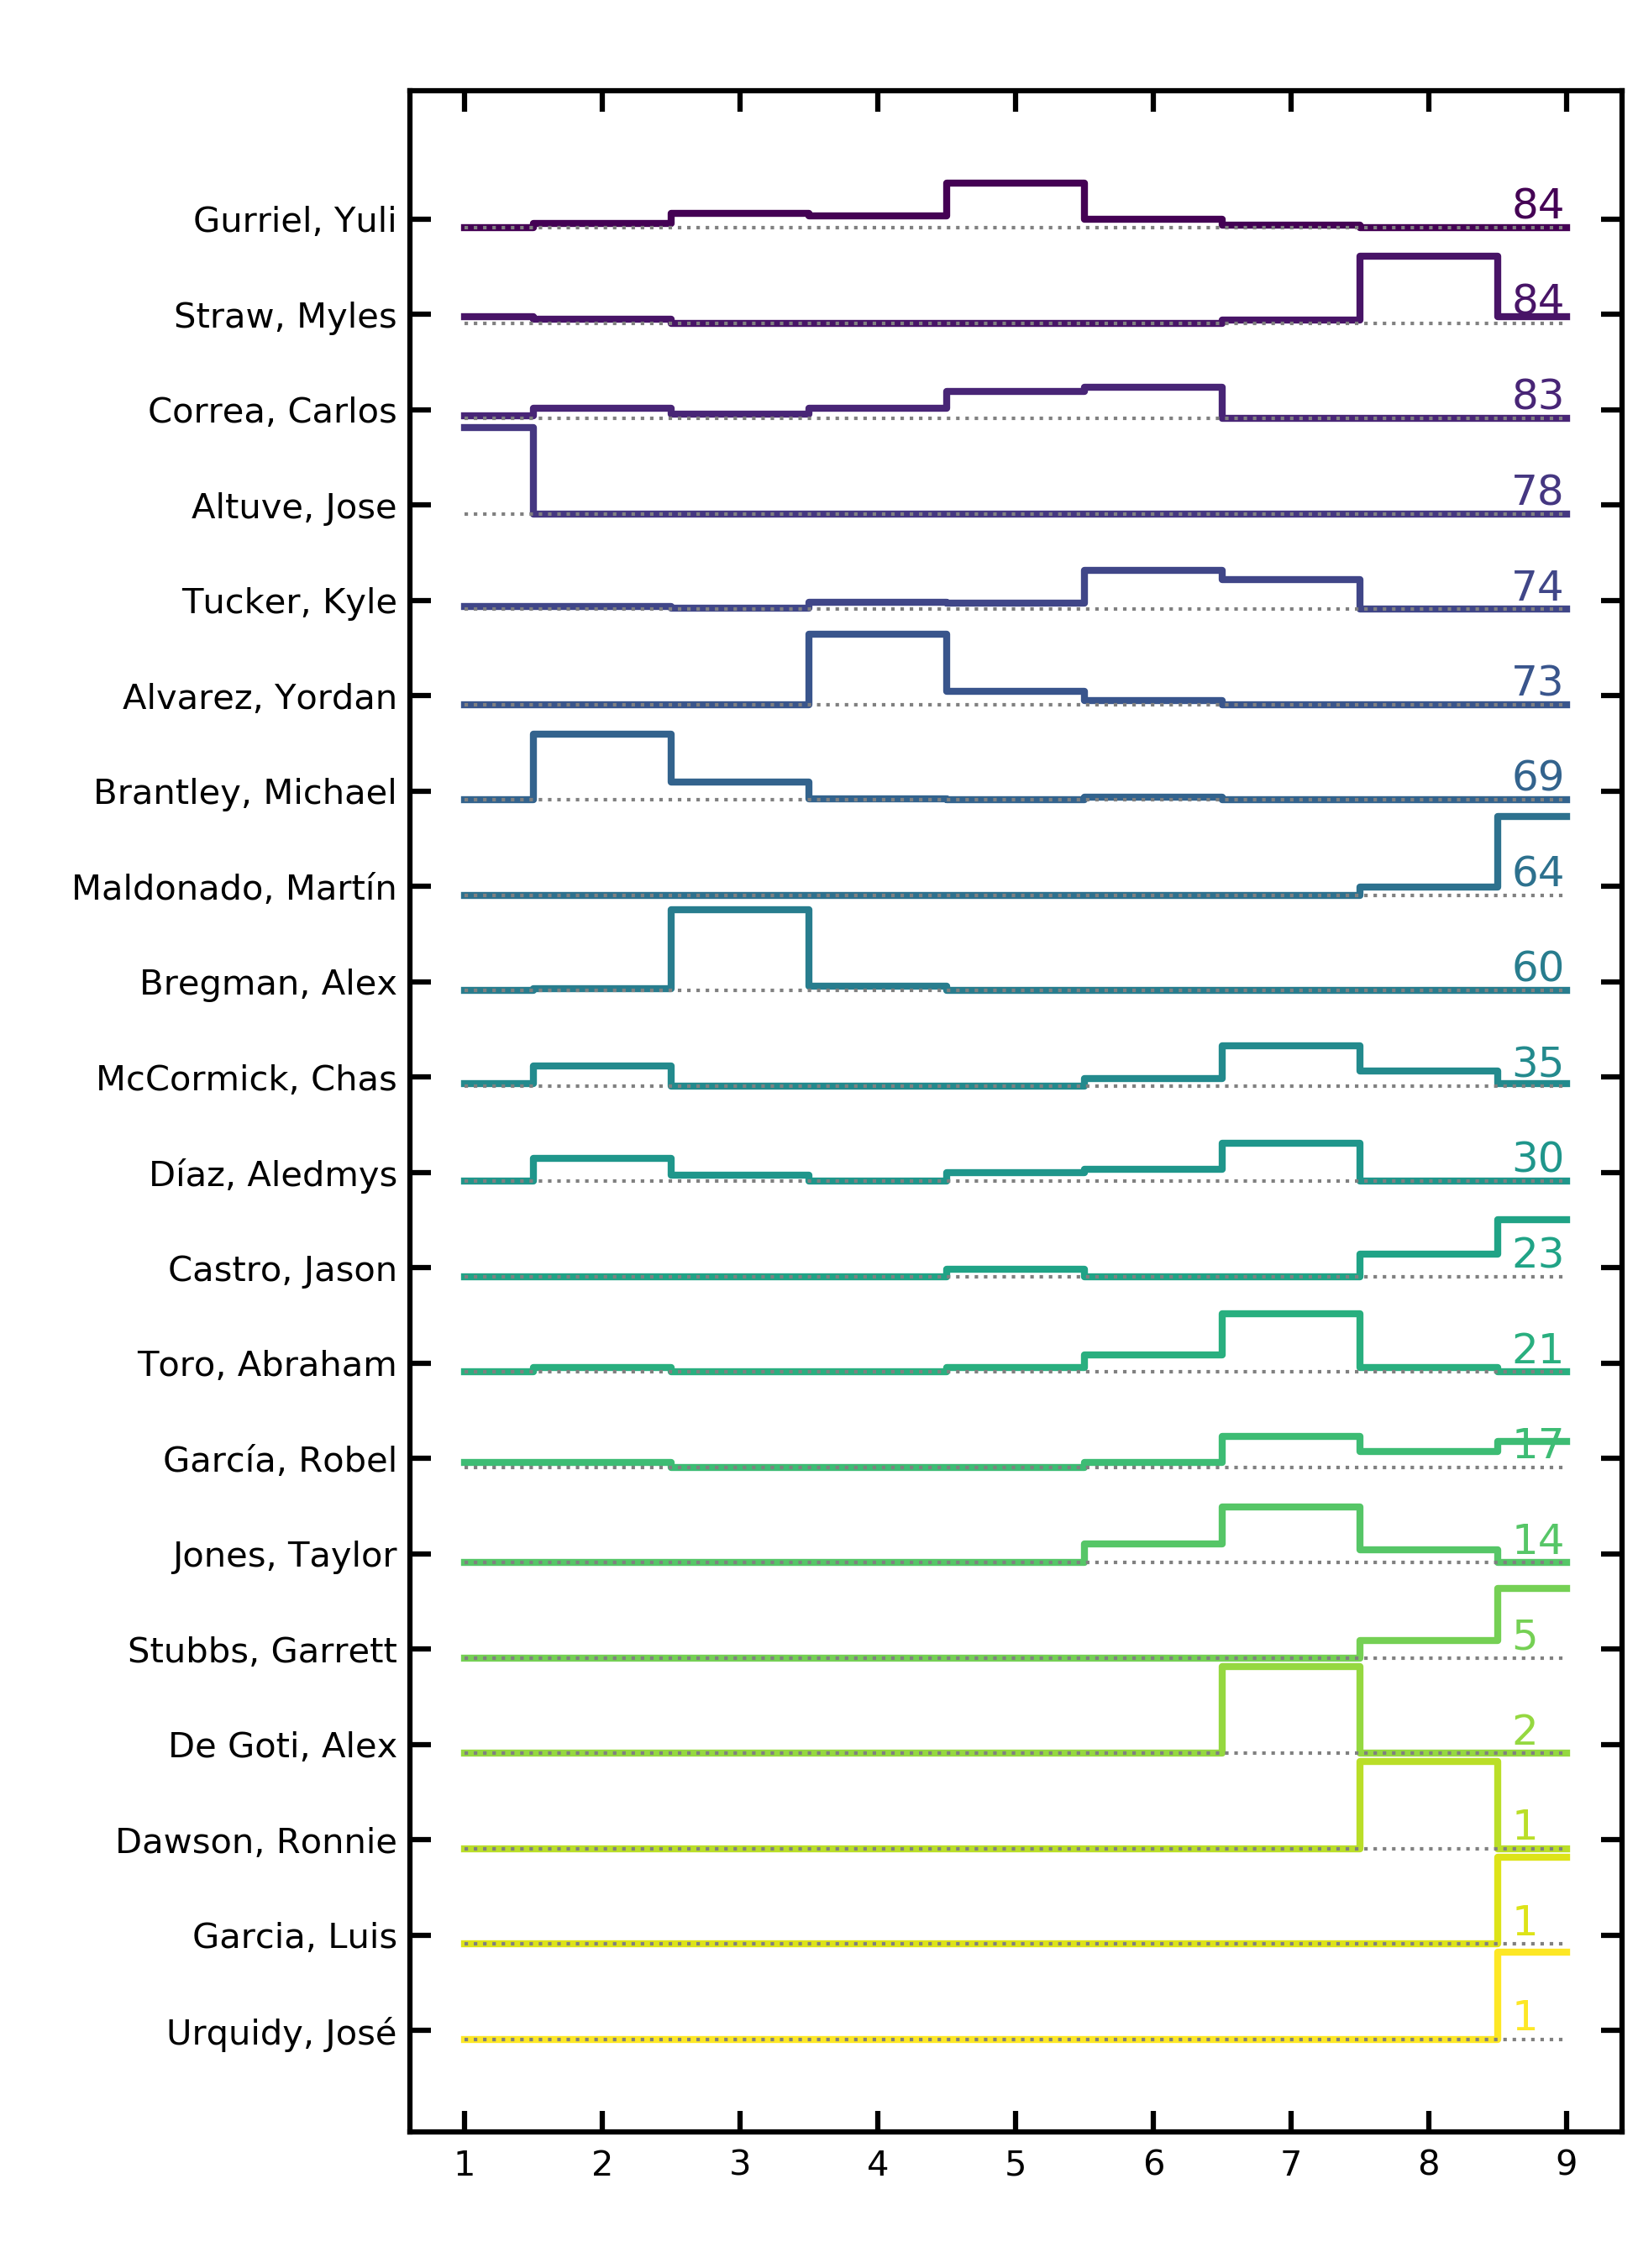 Gurriel, Yuli 84
Straw, Myles 84
Correa, Carlos 83
Altuve, Jose 78
Tucker, Kyle 74
Alvarez, Yordan 73
Brantley, Michael 69
Maldonado, Martín 64
Bregman, Alex 60
McCormick, Chas 35
Díaz, Aledmys 30
Castro, Jason 23
Toro, Abraham 21
García, Robel 17
Jones, Taylor 14
Stubbs, Garrett 5
De Goti, Alex 2
Dawson, Ronnie 1
Garcia, Luis 1
Urquidy, José 1
1 2 3 4 5 6 7 8 9